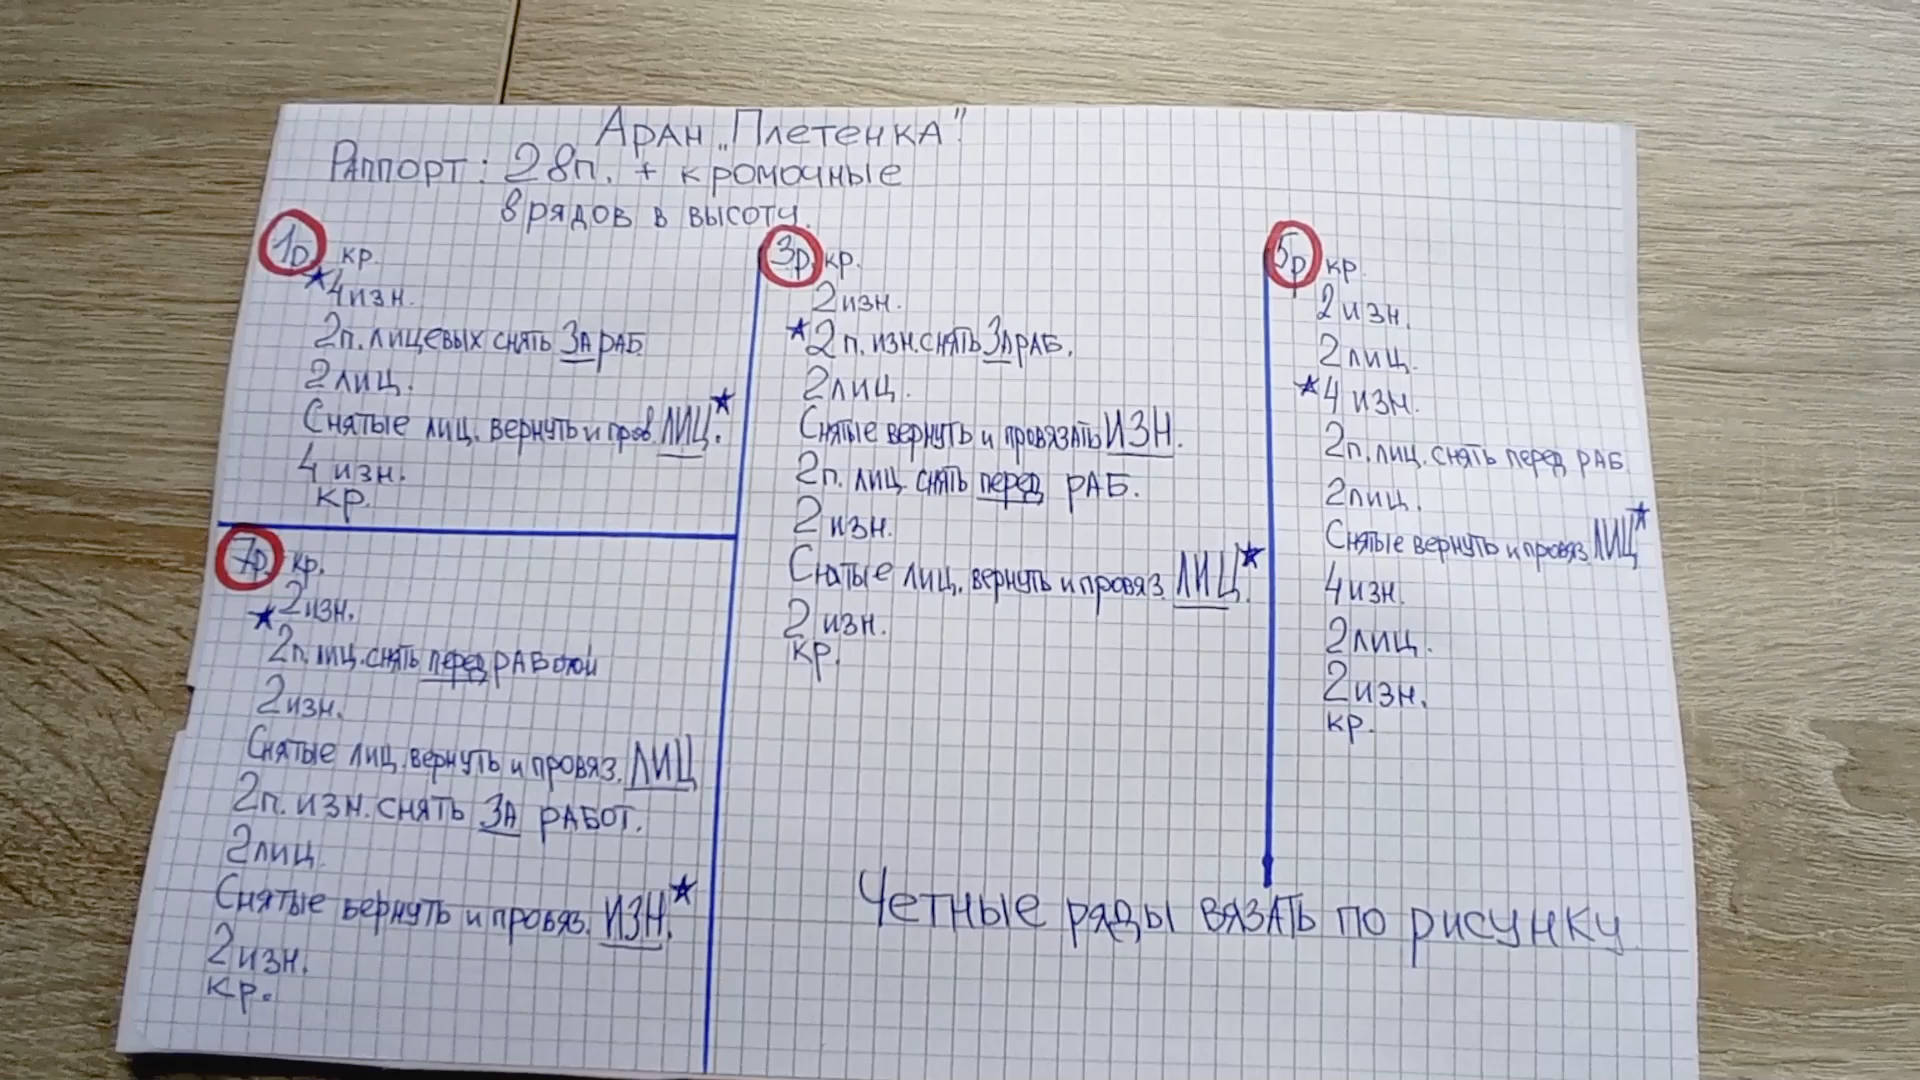 Аран „Плетенка"
Раппорт: 28п. + кромочные
8 рядов в высоту.
1р. кр.
*4 изн.
2п. лицевых снять ЗА РАБ.
2 лиц.
Снятые лиц. вернуть и пров. ЛИЦ.*
4 изн.
кр.
3р. кр.
2 изн.
*2 п. изн. снять ЗА РАБ.
2 лиц.
Снятые вернуть и провязать ИЗН.
2п. лиц. снять перед РАБ.
2 изн.
Снятые лиц. вернуть и провяз. ЛИЦ.*
2 изн.
кр.
5р. кр.
2 изн.
2 лиц.
*4 изн.
2п. лиц. снять перед РАБ.
2 лиц.
Снятые вернуть и провяз. ЛИЦ*
4 изн.
2 лиц.
2 изн.
кр.
7р. кр.
2 изн.
*2п. лиц. снять перед РАБотой
2 изн.
Снятые лиц. вернуть и провяз. ЛИЦ
2п. изн. снять ЗА РАБОТ.
2 лиц.
Снятые вернуть и провяз. ИЗН.*
2 изн.
кр.
Четные ряды вязать по рисунку